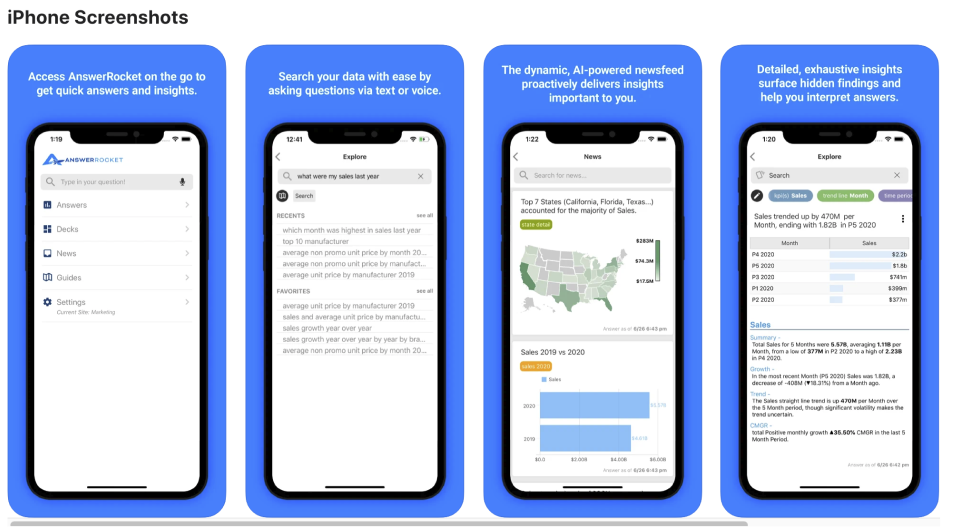 iPhone Screenshots
Access AnswerRocket on the go to
get quick answers and insights.
1:19
ANSWERROCKET
Type in your question!
Answers
Decks
News
Guides
Settings
Current Site: Marketing
Search your data with ease by
asking questions via text or voice.
12:41
Explore
what were my sales last year
Search
RECENTS see all
which month was highest in sales last year
top 10 manufacturer
average non promo unit price by month 20...
average non promo unit price by manufact...
average unit price by manufacturer 2019
FAVORITES see all
average unit price by manufacturer 2019
sales and average unit price by manufactu...
sales growth year over year
sales growth year over year by year by bra...
average non promo unit price by month 20...
The dynamic, AI-powered newsfeed
proactively delivers insights
important to you.
1:22
News
Search for news...
Top 7 States (California, Florida, Texas...)
accounted for the majority of Sales.
state detail
$283M
$74.3M
$17.5M
Answer as of 6/26 6:43 pm
Sales 2019 vs 2020
sales 2020
Sales
2020 $5.57B
2019 $4.61B
$0.0 $2.00B $4.00B $6.00B
Answer as of 6/26 6:43 pm
Detailed, exhaustive insights
surface hidden findings and
help you interpret answers.
1:20
Explore
Search
kpi(s) Sales trend line Month time period
Sales trended up by 470M per
Month, ending with 1.82B in P5 2020
Month Sales
P4 2020 $2.2b
P5 2020 $1.8b
P3 2020 $741m
P1 2020 $399m
P2 2020 $377m
Sales
Summary -
Total Sales for 5 Months were 5.57B, averaging 1.11B per
Month, from a low of 377M in P2 2020 to a high of 2.23B
in P4 2020.
Growth -
In the most recent Month (P5 2020) Sales was 1.82B, a
decrease of -408M (▼18.31%) from a Month ago.
Trend -
The Sales straight line trend is up 470M per Month over
the 5 Month period, though significant volatility makes the
trend uncertain.
CMGR -
total Positive monthly growth ▲35.50% CMGR in the last 5
Month Period.
Answer as of 6/26 6:42 pm